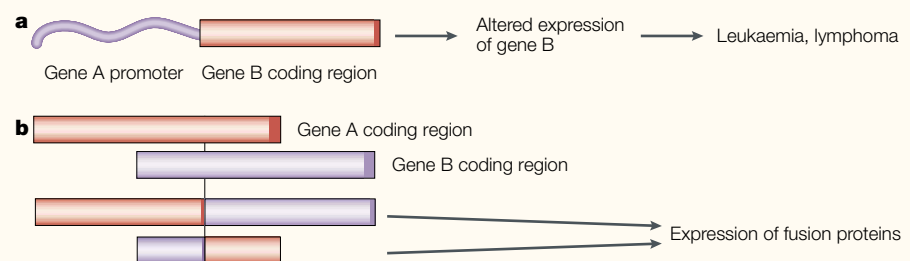 a
Altered expression
of gene B
Leukaemia, lymphoma
Gene A promoter
Gene B coding region
b
Gene A coding region
Gene B coding region
Expression of fusion proteins